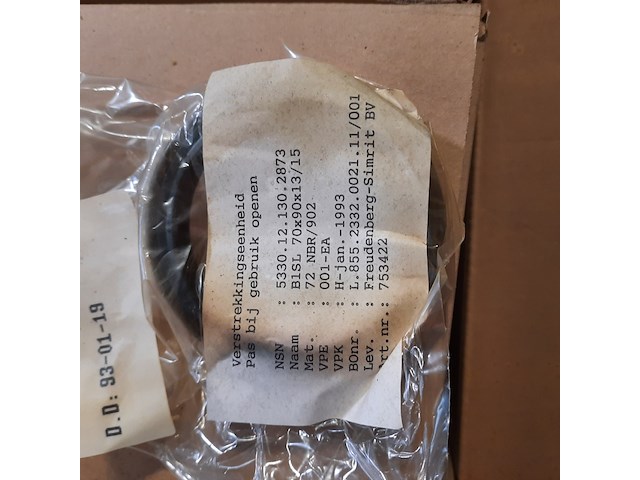 Verstrekkingseenheid
Pas bij gebruik openen
NSN : 5330.12.130.2873
Naam : B1SL 70x90x13/15
Mat. : 72 NBR/902
VPE : 001-EA
VPK : H-jan.-1993
BOnr. : L.855.2332.0021.11/001
Lev. : Freudenberg-Simrit BV
Art.nr.: 753422
D.D: 93-01-19